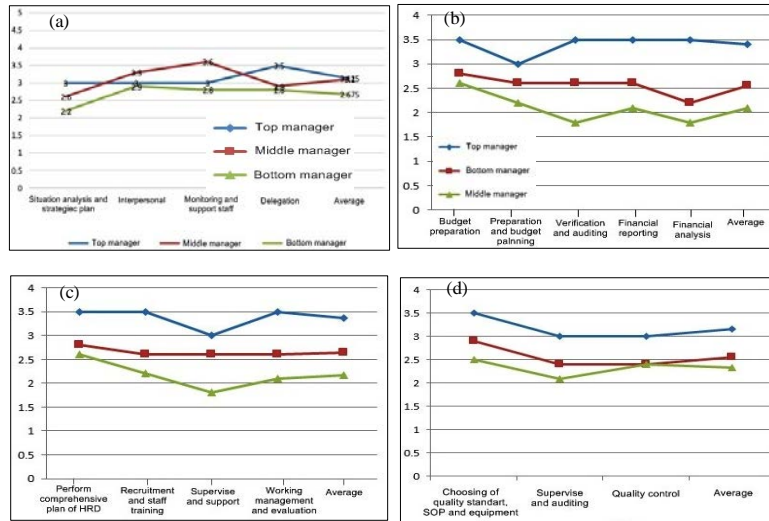 (a)
5
4.5
4
3.5
3
2.5
2
1.5
1
0.5
0
3
3
3
3.5
2.6
3.3
3.6
2.9
2.2
2.9
2.8
2.8
2.675
Top manager
Middle manager
Bottom manager
Situation analysis and
strategiec plan
Interpersonal
Monitoring and
support staff
Delegation
Average
Top manager
Middle manager
Bottom manager
(b)
4
3.5
3
2.5
2
1.5
1
0.5
0
Top manager
Bottom manager
Middle manager
Budget
preparation
Preparation
and budget
palnning
Verification
and auditing
Financial
reporting
Financial
analysis
Average
(c)
4
3.5
3
2.5
2
1.5
1
0.5
0
Perform
comprehensive
plan of HRD
Recruitment
and staff
training
Supervise
and support
Working
management
and evaluation
Average
(d)
4
3.5
3
2.5
2
1.5
1
0.5
0
Choosing of
quality standart,
SOP and equipment
Supervise
and auditing
Quality control
Average